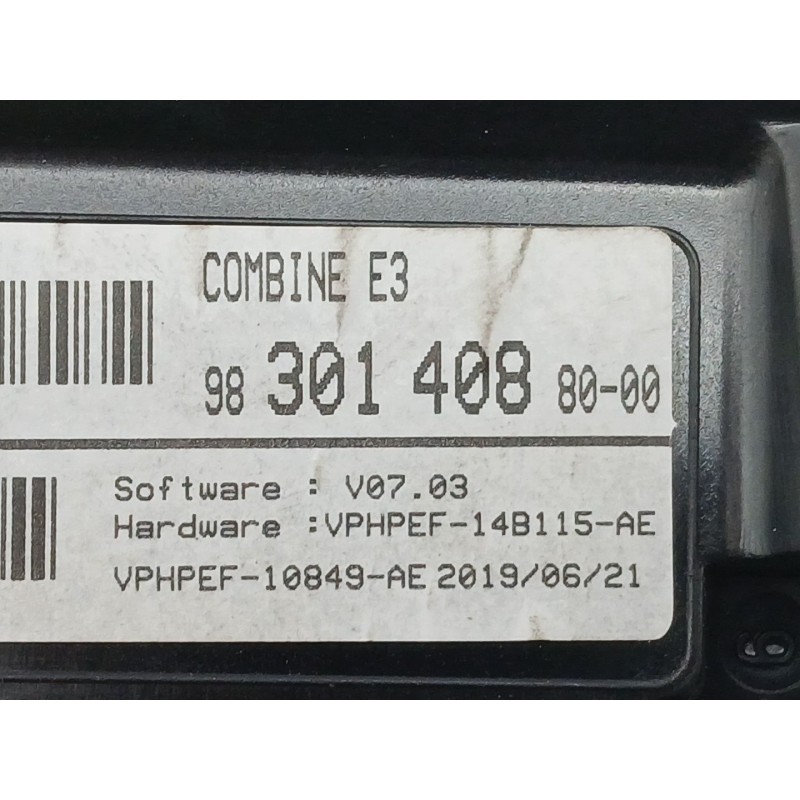 COMBINE E3
98 301 408 80-00
Software : V07.03
Hardware :VPHPEF-14B115-AE
VPHPEF-10849-AE 2019/06/21
6